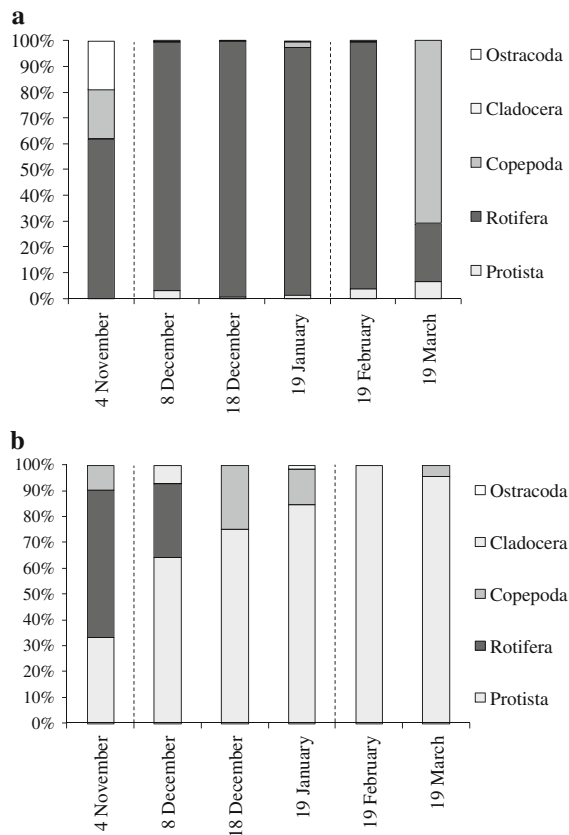 a
100%
90%
80%
70%
60%
50%
40%
30%
20%
10%
0%
4 November
8 December
18 December
19 January
19 February
19 March
Ostracoda
Cladocera
Copepoda
Rotifera
Protista
b
100%
90%
80%
70%
60%
50%
40%
30%
20%
10%
0%
4 November
8 December
18 December
19 January
19 February
19 March
Ostracoda
Cladocera
Copepoda
Rotifera
Protista